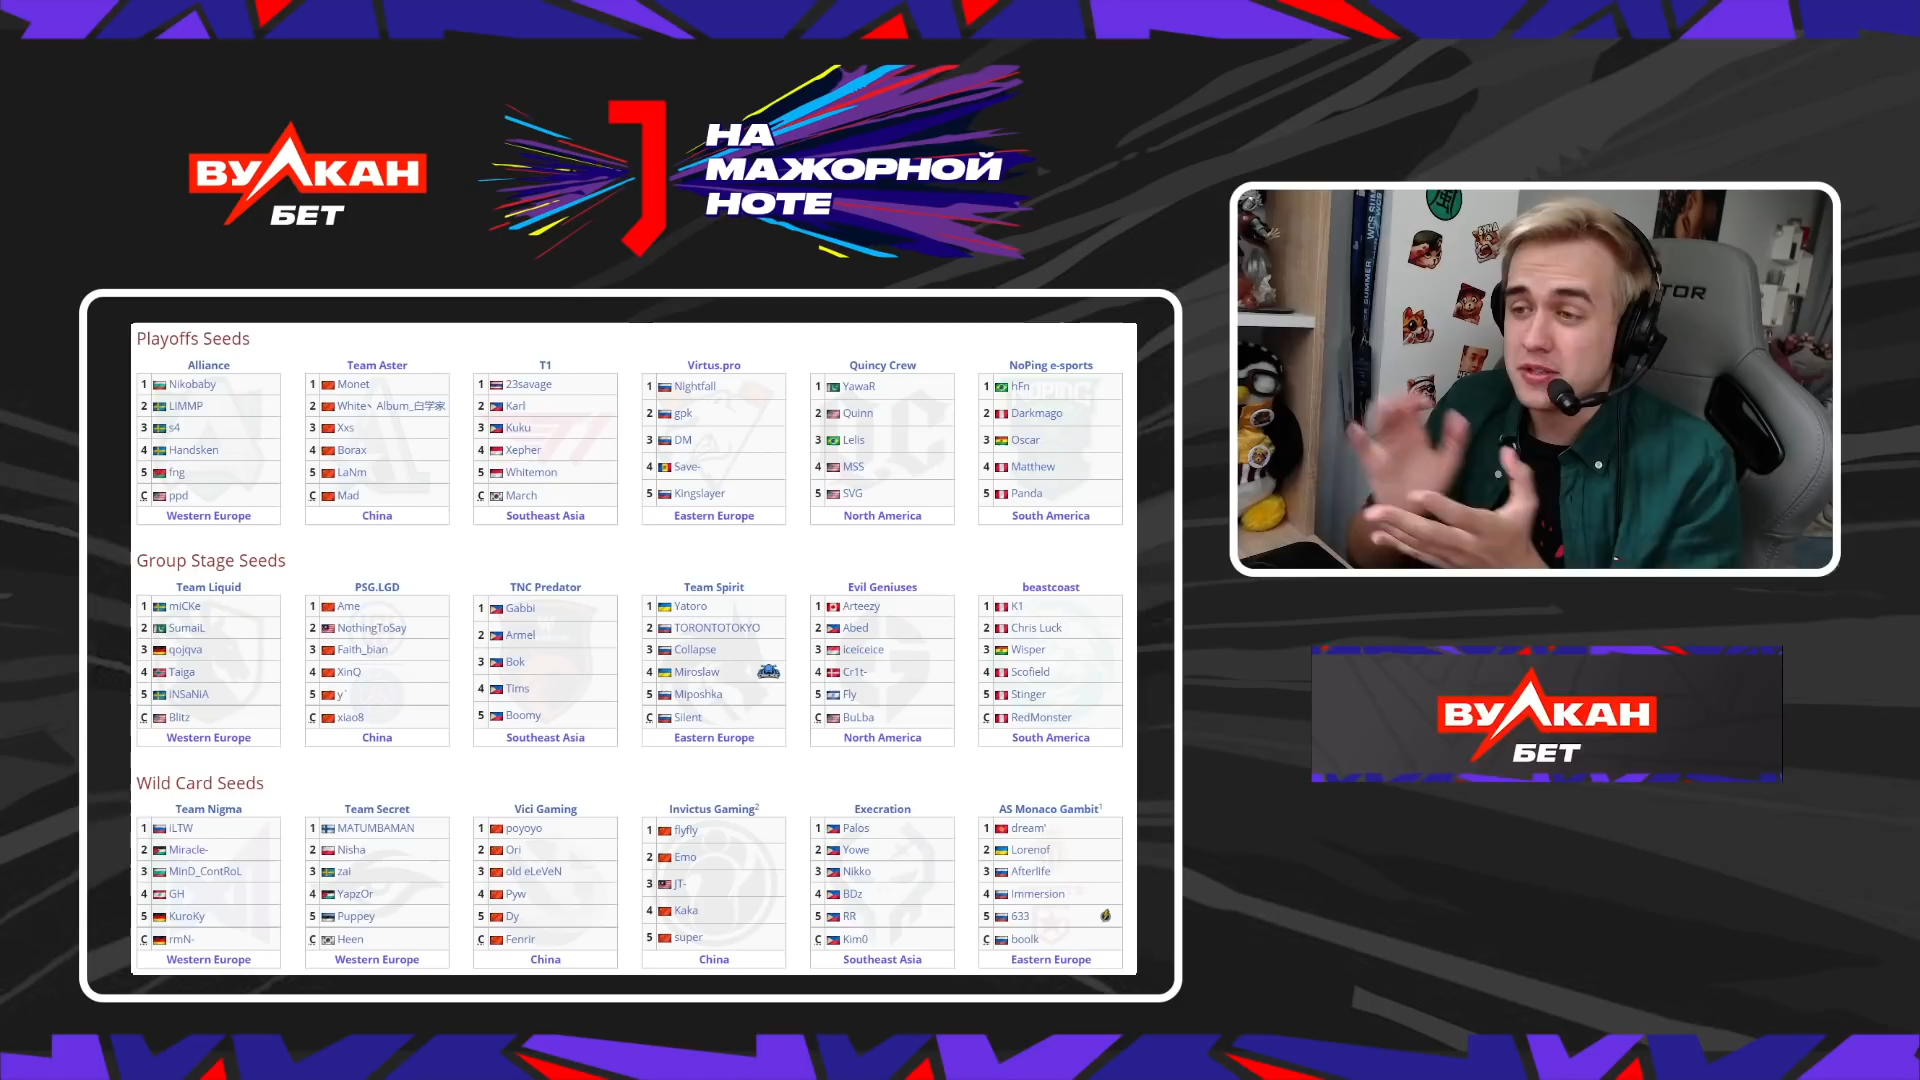 ВУЛКАН
БЕТ
НА
МАЖОРНОЙ
НОТЕ
Playoffs Seeds
Alliance
1 Nikobaby
2 LIMMP
3 s4
4 Handsken
5 fng
C ppd
Western Europe
Team Aster
1 Monet
2 White丶Album_白学家
3 Xxs
4 Borax
5 LaNm
C Mad
China
T1
1 23savage
2 Karl
3 Kuku
4 Xepher
5 Whitemon
C March
Southeast Asia
Virtus.pro
1 Nightfall
2 gpk
3 DM
4 Save-
5 Kingslayer
Eastern Europe
Quincy Crew
1 YawaR
2 Quinn
3 Lelis
4 MSS
5 SVG
North America
NoPing e-sports
1 hFn
2 Darkmago
3 Oscar
4 Matthew
5 Panda
South America
Group Stage Seeds
Team Liquid
1 miCKe
2 SumaiL
3 qojqva
4 Taiga
5 iNSaNiA
C Blitz
Western Europe
PSG.LGD
1 Ame
2 NothingToSay
3 Faith_bian
4 XinQ
5 y`
C xiao8
China
TNC Predator
1 Gabbi
2 Armel
3 Bok
4 Tims
5 Boomy
Southeast Asia
Team Spirit
1 Yatoro
2 TORONTOTOKYO
3 Collapse
4 Miroslaw
5 Miposhka
C Silent
Eastern Europe
Evil Geniuses
1 Arteezy
2 Abed
3 iceiceice
4 Cr1t-
5 Fly
C BuLba
North America
beastcoast
1 K1
2 Chris Luck
3 Wisper
4 Scofield
5 Stinger
C RedMonster
South America
Wild Card Seeds
Team Nigma
1 iLTW
2 Miracle-
3 MinD_ContRoL
4 GH
5 KuroKy
C rmN-
Western Europe
Team Secret
1 MATUMBAMAN
2 Nisha
3 zai
4 YapzOr
5 Puppey
C Heen
Western Europe
Vici Gaming
1 poyoyo
2 Ori
3 old eLeVeN
4 Pyw
5 Dy
C Fenrir
China
Invictus Gaming2
1 flyfly
2 Emo
3 JT-
4 Kaka
5 super
China
Execration
1 Palos
2 Yowe
3 Nikko
4 BDz
5 RR
C Kim0
Southeast Asia
AS Monaco Gambit1
1 dream'
2 Lorenof
3 Afterlife
4 Immersion
5 633
C boolk
Eastern Europe
ВУЛКАН
БЕТ